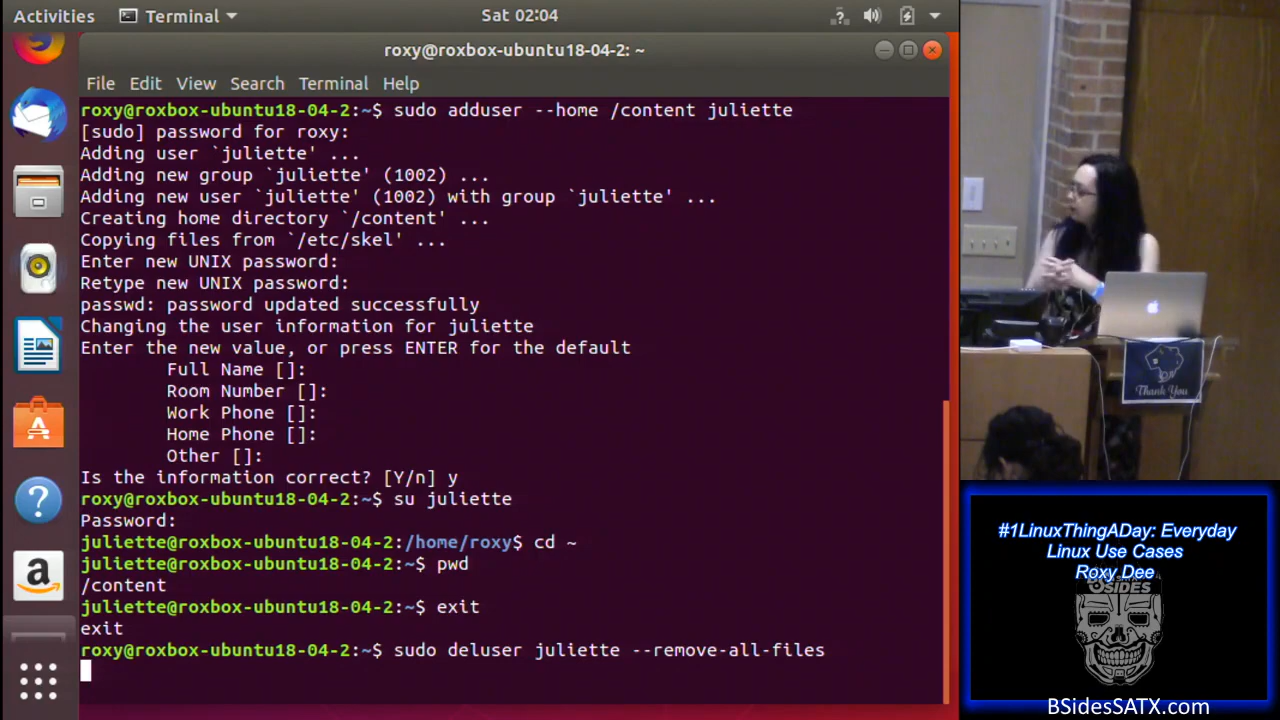 Activities
Terminal
Sat 02:04
?
roxy@roxbox-ubuntu18-04-2: ~
File Edit View Search Terminal Help
roxy@roxbox-ubuntu18-04-2:~$ sudo adduser --home /content juliette
[sudo] password for roxy:
Adding user `juliette' ...
Adding new group `juliette' (1002) ...
Adding new user `juliette' (1002) with group `juliette' ...
Creating home directory `/content' ...
Copying files from `/etc/skel' ...
Enter new UNIX password:
Retype new UNIX password:
passwd: password updated successfully
Changing the user information for juliette
Enter the new value, or press ENTER for the default
Full Name []:
Room Number []:
Work Phone []:
Home Phone []:
Other []:
Is the information correct? [Y/n] y
roxy@roxbox-ubuntu18-04-2:~$ su juliette
Password:
juliette@roxbox-ubuntu18-04-2:/home/roxy$ cd ~
juliette@roxbox-ubuntu18-04-2:~$ pwd
/content
juliette@roxbox-ubuntu18-04-2:~$ exit
exit
roxy@roxbox-ubuntu18-04-2:~$ sudo deluser juliette --remove-all-files
A
?
a
Thank You
#1LinuxThingADay: Everyday
Linux Use Cases
Roxy Dee
BSIDES
BSidesSATX.com